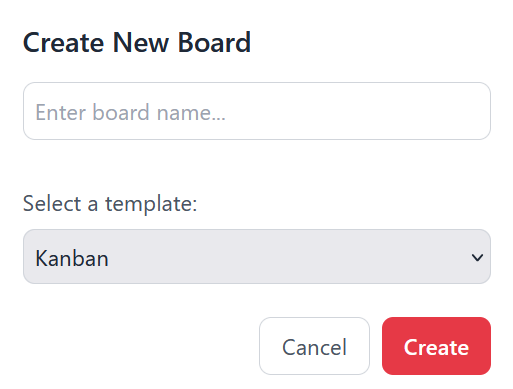 Create New Board
Enter board name...
Select a template:
Kanban
Cancel
Create